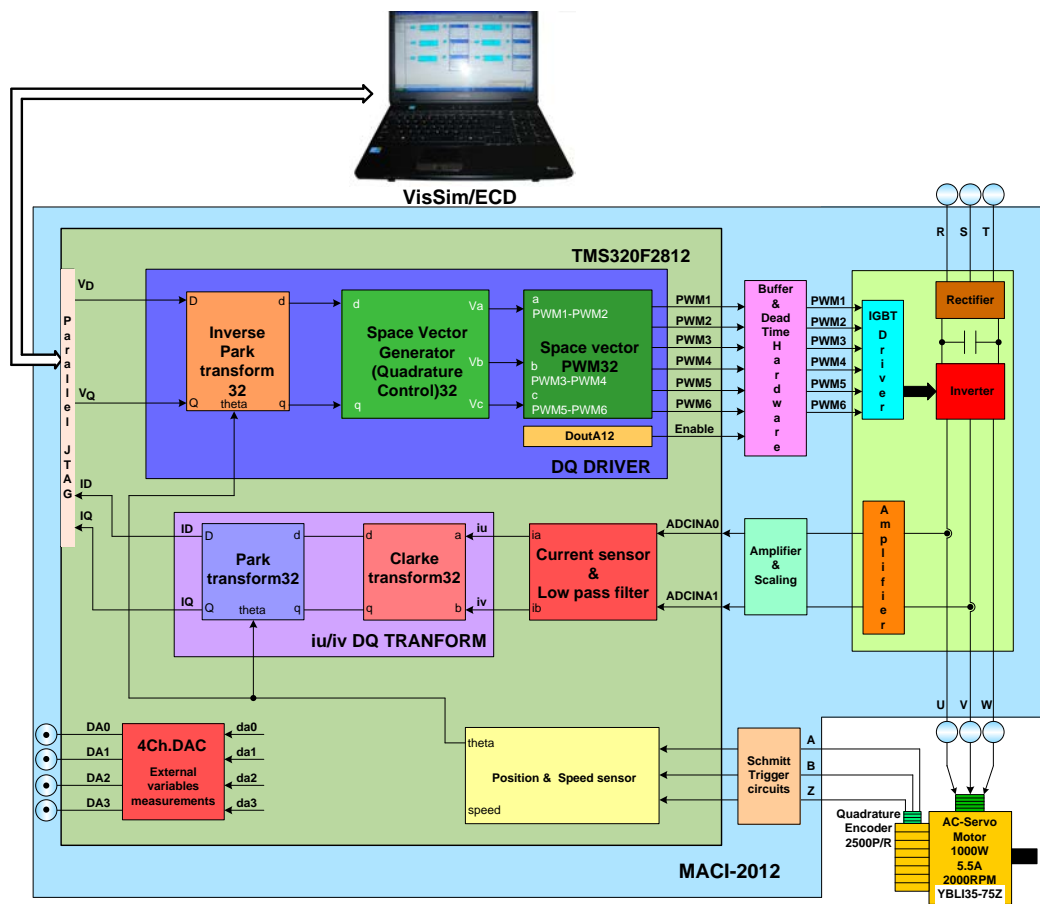 VisSim/ECD
R S T
TMS320F2812
Parallel JTAG
VD
VQ
ID
IQ
D d
Inverse
Park
transform
32
Q theta q
d Va
Space Vector
Generator
(Quadrature
Control)32
Vb
q Vc
a
PWM1-PWM2
Space vector
PWM32
b
PWM3-PWM4
c
PWM5-PWM6
DoutA12
DQ DRIVER
PWM1
PWM2
PWM3
PWM4
PWM5
PWM6
Enable
Buffer
&
Dead
Time
Hardware
PWM1
PWM2
PWM3
PWM4
PWM5
PWM6
IGBT
Driver
Rectifier
Inverter
ID
IQ
D d
Park
transform32
Q theta q
d a
Clarke
transform32
q b
iu/iv DQ TRANFORM
iu
iv
ia
Current sensor
&
Low pass filter
ib
ADCINA0
ADCINA1
Amplifier
&
Scaling
Amplifier
U V W
DA0
DA1
DA2
DA3
4Ch.DAC
External
variables
measurements
da0
da1
da2
da3
theta
Position & Speed sensor
speed
Schmitt
Trigger
circuits
A
B
Z
Quadrature
Encoder
2500P/R
AC-Servo
Motor
1000W
5.5A
2000RPM
YBLI35-75Z
MACI-2012